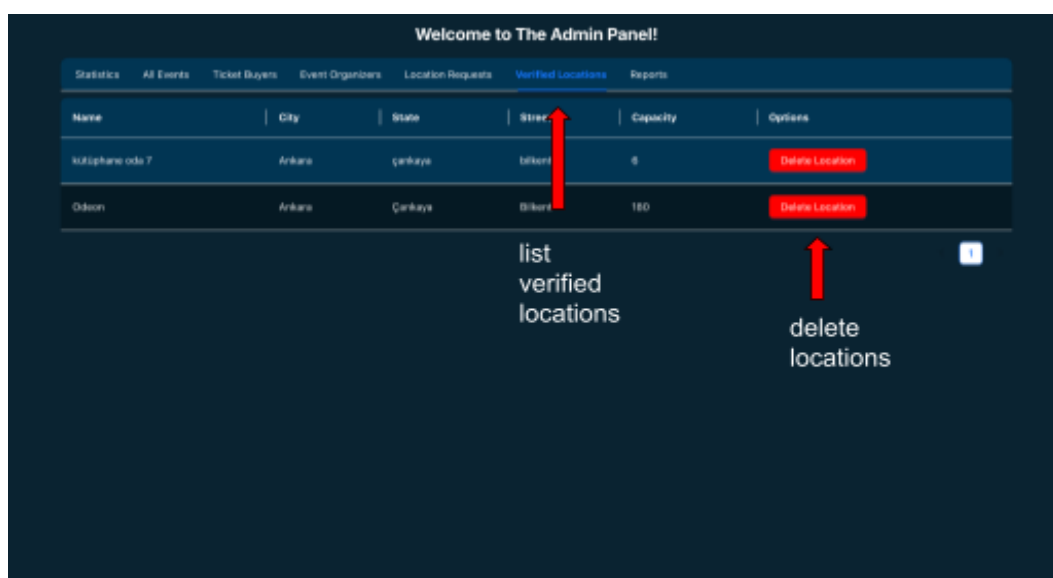 Welcome to The Admin Panel!
Statistics All Events Ticket Buyers Event Organizers Location Requests Verified Locations Reports
Name City State Capacity Options
kütüphane oda 7 Ankara çankaya bilkent 6 Delete Location
Odeon Ankara Çankaya Bilkent 180 Delete Location
1
list
verified
locations
delete
locations